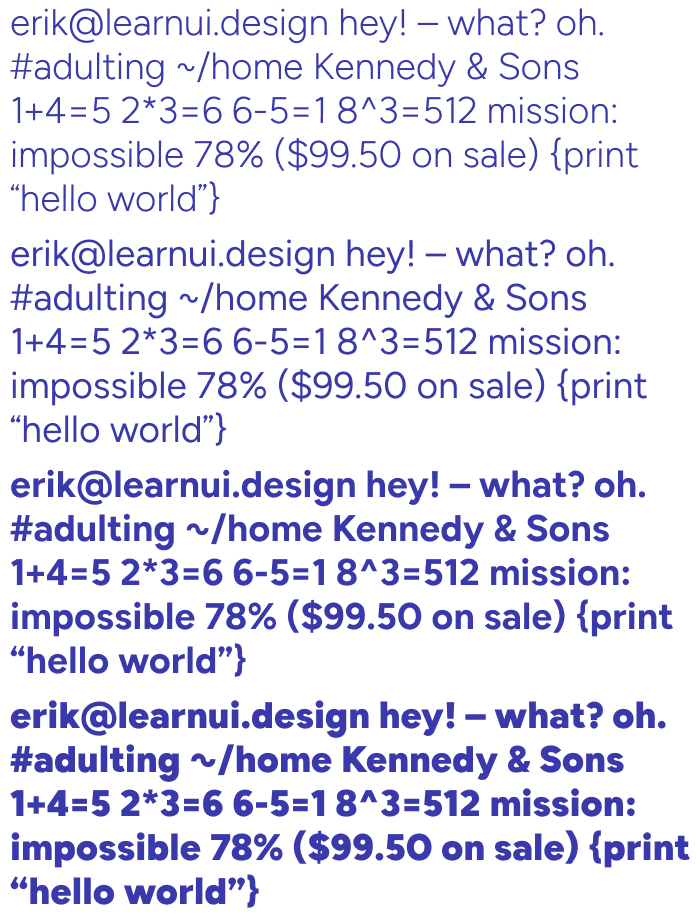 erik@learnui.design hey! – what? oh.
#adulting ~/home Kennedy & Sons
1+4=5 2*3=6 6-5=1 8^3=512 mission:
impossible 78% ($99.50 on sale) {print
“hello world”}
erik@learnui.design hey! – what? oh.
#adulting ~/home Kennedy & Sons
1+4=5 2*3=6 6-5=1 8^3=512 mission:
impossible 78% ($99.50 on sale) {print
“hello world”}
erik@learnui.design hey! – what? oh.
#adulting ~/home Kennedy & Sons
1+4=5 2*3=6 6-5=1 8^3=512 mission:
impossible 78% ($99.50 on sale) {print
“hello world”}
erik@learnui.design hey! – what? oh.
#adulting ~/home Kennedy & Sons
1+4=5 2*3=6 6-5=1 8^3=512 mission:
impossible 78% ($99.50 on sale) {print
“hello world”}